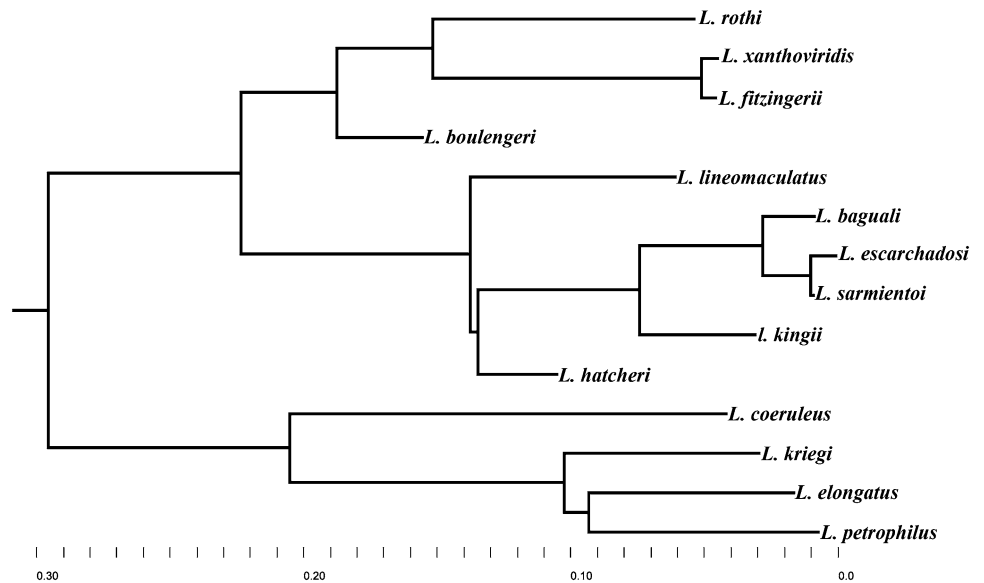 L. rothi
L. xanthoviridis
L. fitzingerii
L. boulengeri
L. lineomaculatus
L. baguali
L. escarchadosi
L. sarmientoi
l. kingii
L. hatcheri
L. coeruleus
L. kriegi
L. elongatus
L. petrophilus
0.30 0.20 0.10 0.0